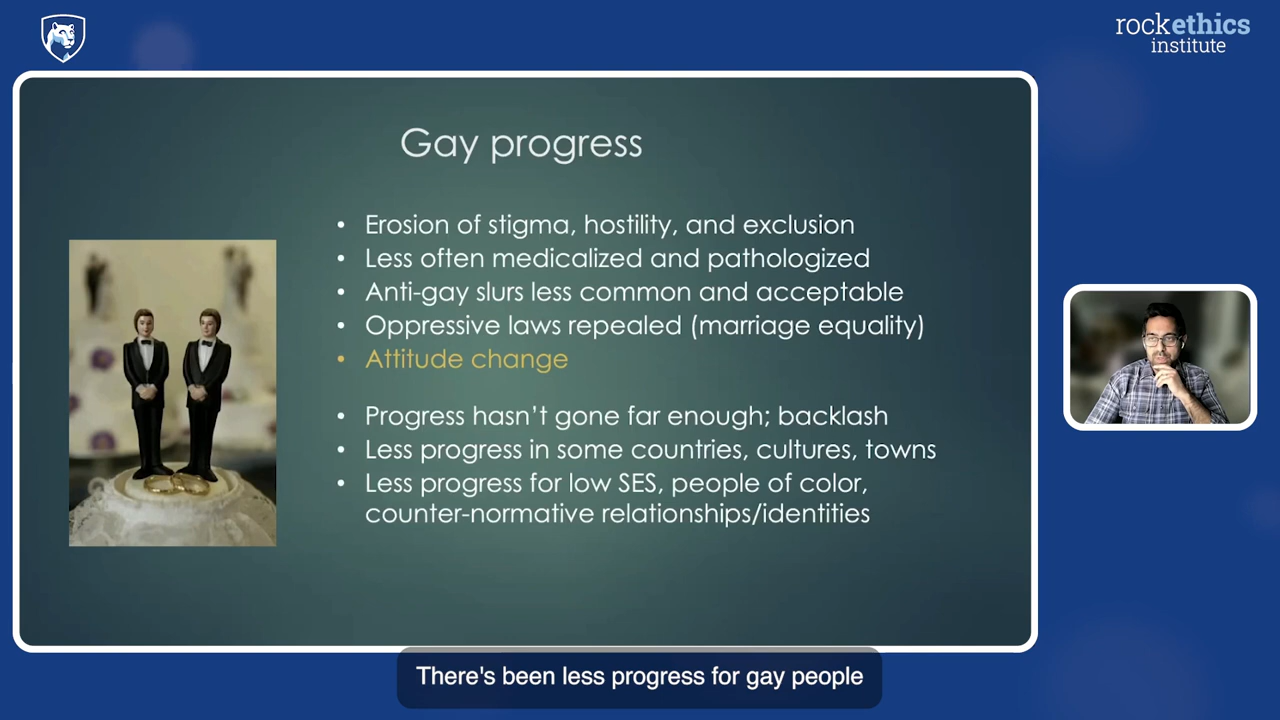 rockethics
institute
Gay progress
• Erosion of stigma, hostility, and exclusion
• Less often medicalized and pathologized
• Anti-gay slurs less common and acceptable
• Oppressive laws repealed (marriage equality)
• Attitude change
• Progress hasn't gone far enough; backlash
• Less progress in some countries, cultures, towns
• Less progress for low SES, people of color,
counter-normative relationships/identities
There's been less progress for gay people